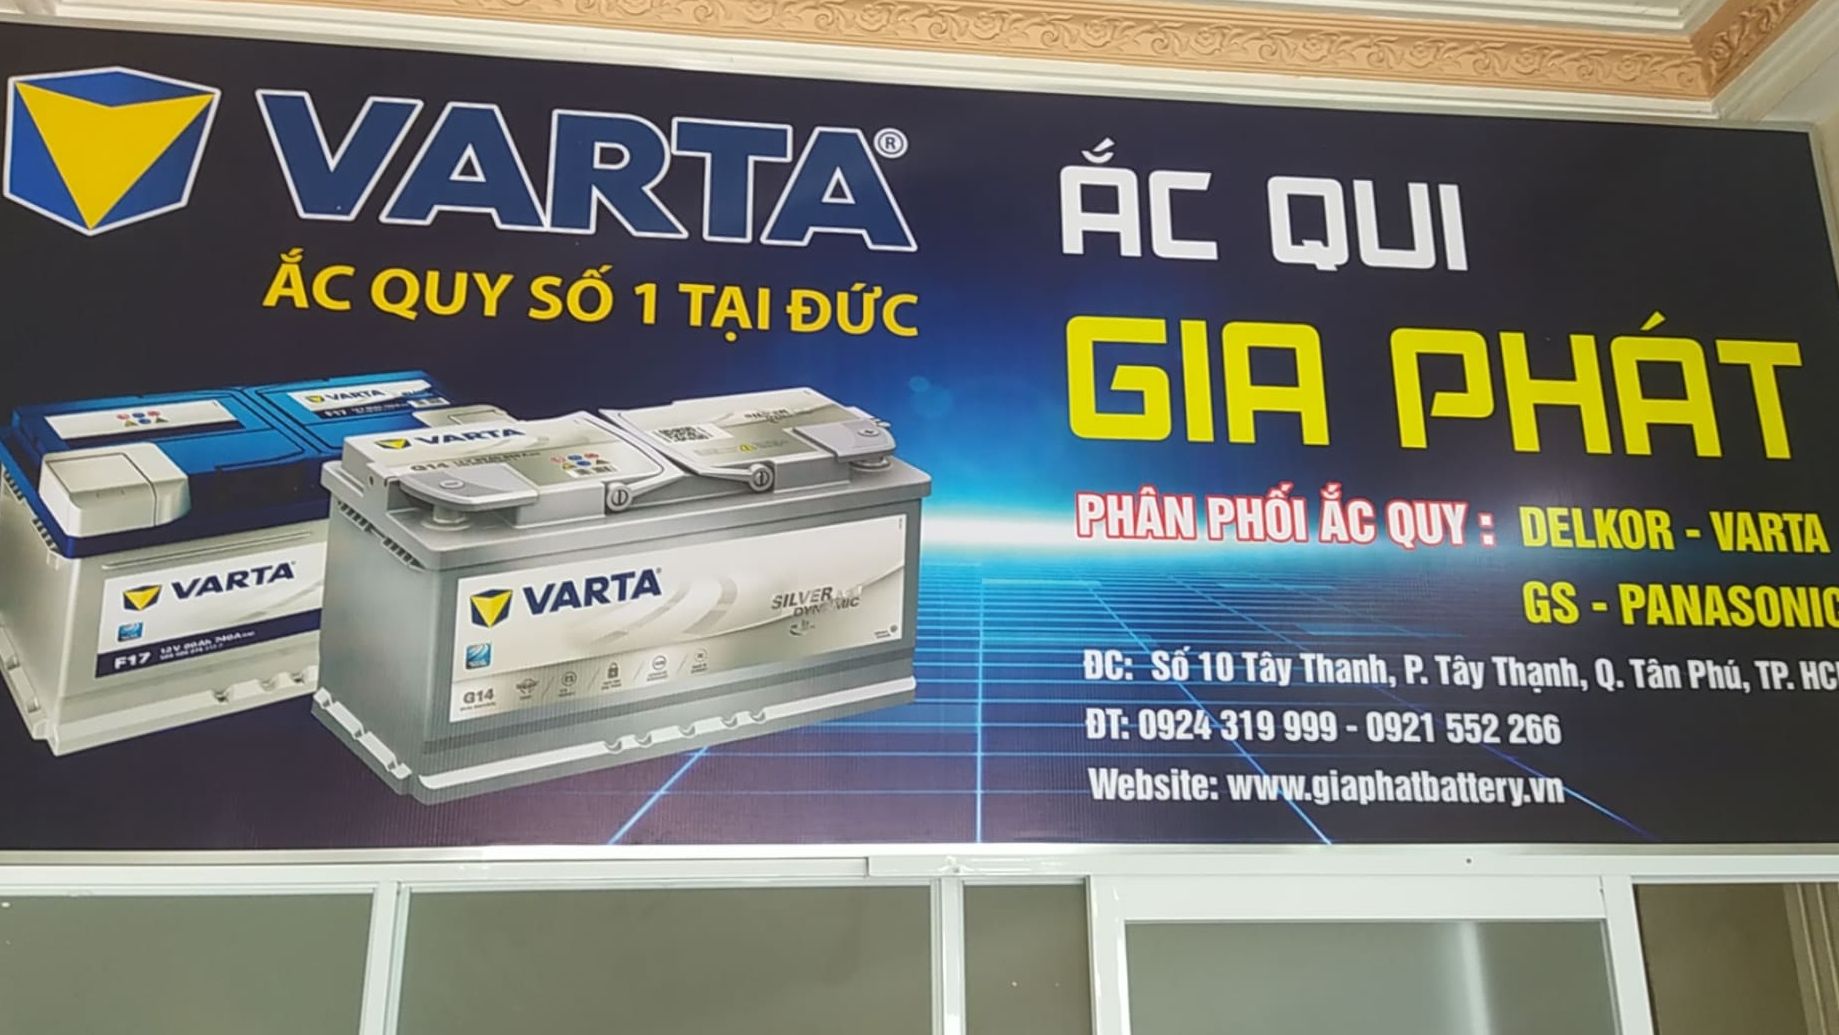 VARTA®
ẮC QUY SỐ 1 TẠI ĐỨC
ẮC QUI
GIA PHÁT
PHÂN PHỐI ẮC QUY : DELKOR - VARTA
GS - PANASONIC
ĐC: Số 10 Tây Thanh, P. Tây Thạnh, Q. Tân Phú, TP. HC
ĐT: 0924 319 999 - 0921 552 266
Website: www.giaphatbattery.vn
VARTA
F17
VARTA
G14
VARTA
F17
VARTA
SILVER
DYNAMIC
G14